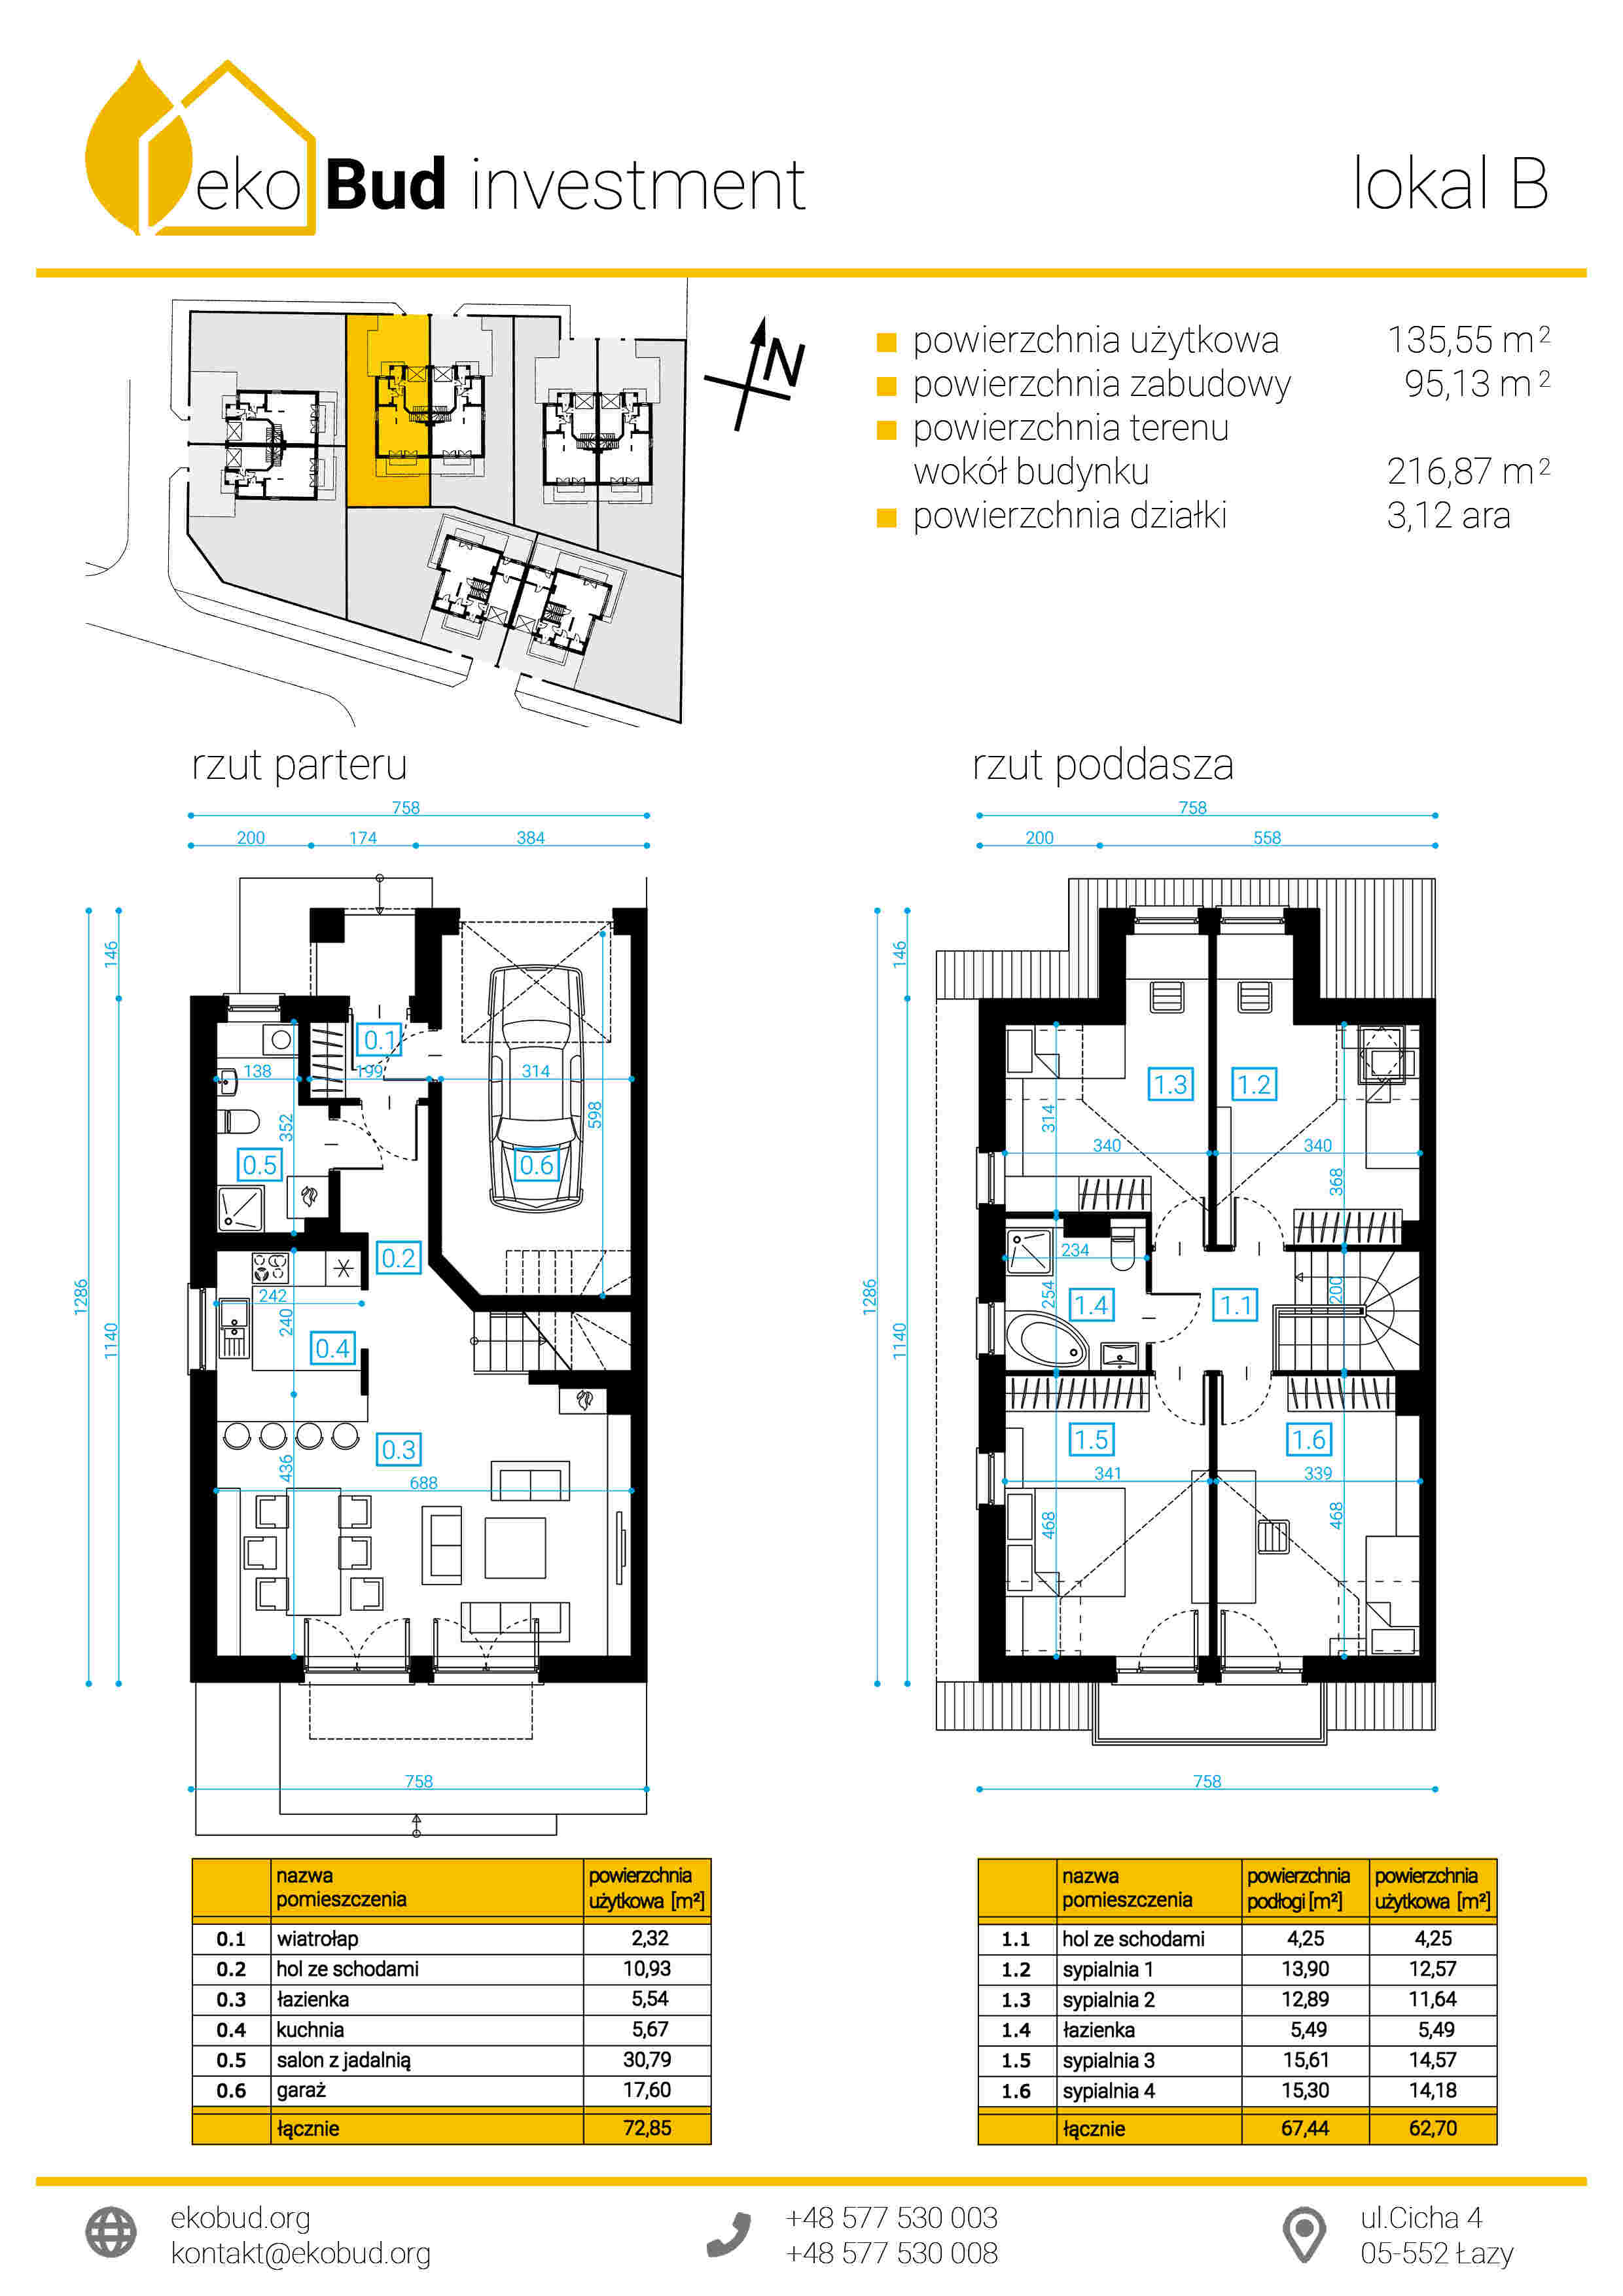 eko Bud investment
lokal B
N
powierzchnia użytkowa 135,55 m²
powierzchnia zabudowy 95,13 m²
powierzchnia terenu
wokół budynku 216,87 m²
powierzchnia działki 3,12 ara
rzut parteru
758
200 174 384
146
1286
1140
0.1
138 199 314
352
598
0.5
0.6
0.2
242
240
0.4
0.3
436
688
758
rzut poddasza
758
200 558
146
1286
1140
1.3
1.2
314
340
340
368
234
254
1.4
1.1
200
1.5
1.6
341
339
468
468
758
nazwa
pomieszczenia
powierzchnia
użytkowa [m²]
0.1 wiatrołap 2,32
0.2 hol ze schodami 10,93
0.3 łazienka 5,54
0.4 kuchnia 5,67
0.5 salon z jadalnią 30,79
0.6 garaż 17,60
łącznie 72,85
nazwa
pomieszczenia
powierzchnia
podłogi [m²]
powierzchnia
użytkowa [m²]
1.1 hol ze schodami 4,25 4,25
1.2 sypialnia 1 13,90 12,57
1.3 sypialnia 2 12,89 11,64
1.4 łazienka 5,49 5,49
1.5 sypialnia 3 15,61 14,57
1.6 sypialnia 4 15,30 14,18
łącznie 67,44 62,70
ekobud.org
kontakt@ekobud.org
+48 577 530 003
+48 577 530 008
ul.Cicha 4
05-552 Łazy